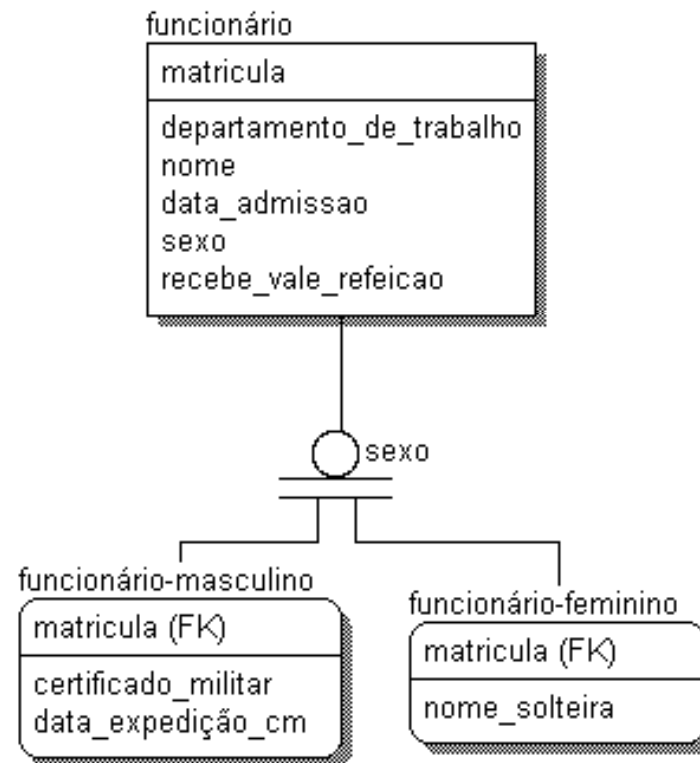 funcionário
matricula
departamento_de_trabalho
nome
data_admissao
sexo
recebe_vale_refeicao
sexo
funcionário-masculino
matricula (FK)
certificado_militar
data_expedição_cm
funcionário-feminino
matricula (FK)
nome_solteira